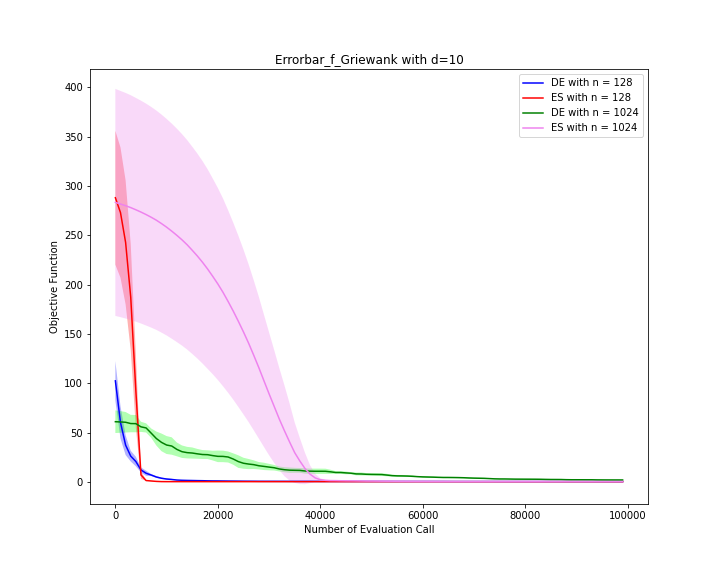 Errorbar_f_Griewank with d=10
DE with n = 128
ES with n = 128
DE with n = 1024
ES with n = 1024
Objective Function
400
350
300
250
200
150
100
50
0
0 20000 40000 60000 80000 100000
Number of Evaluation Call